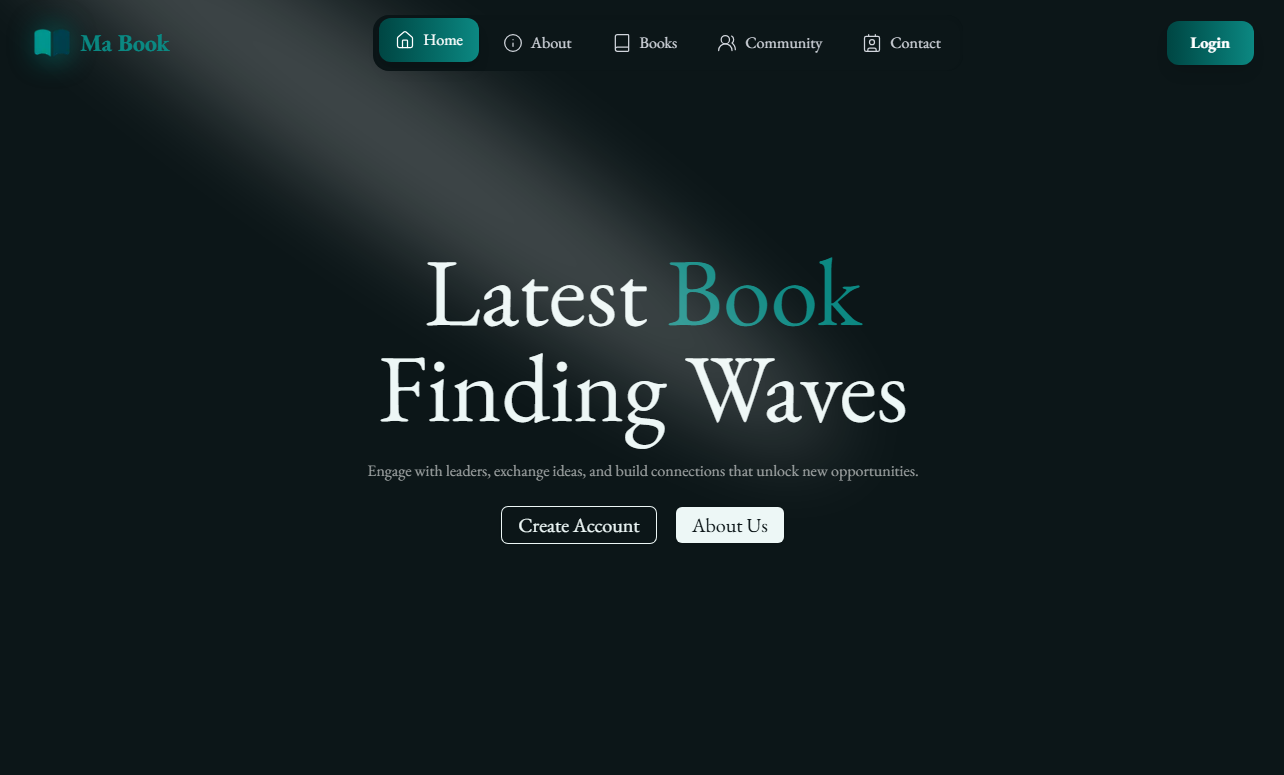 Ma Book
Home
About
Books
Community
Contact
Login
Latest Book
Finding Waves
Engage with leaders, exchange ideas, and build connections that unlock new opportunities.
Create Account
About Us